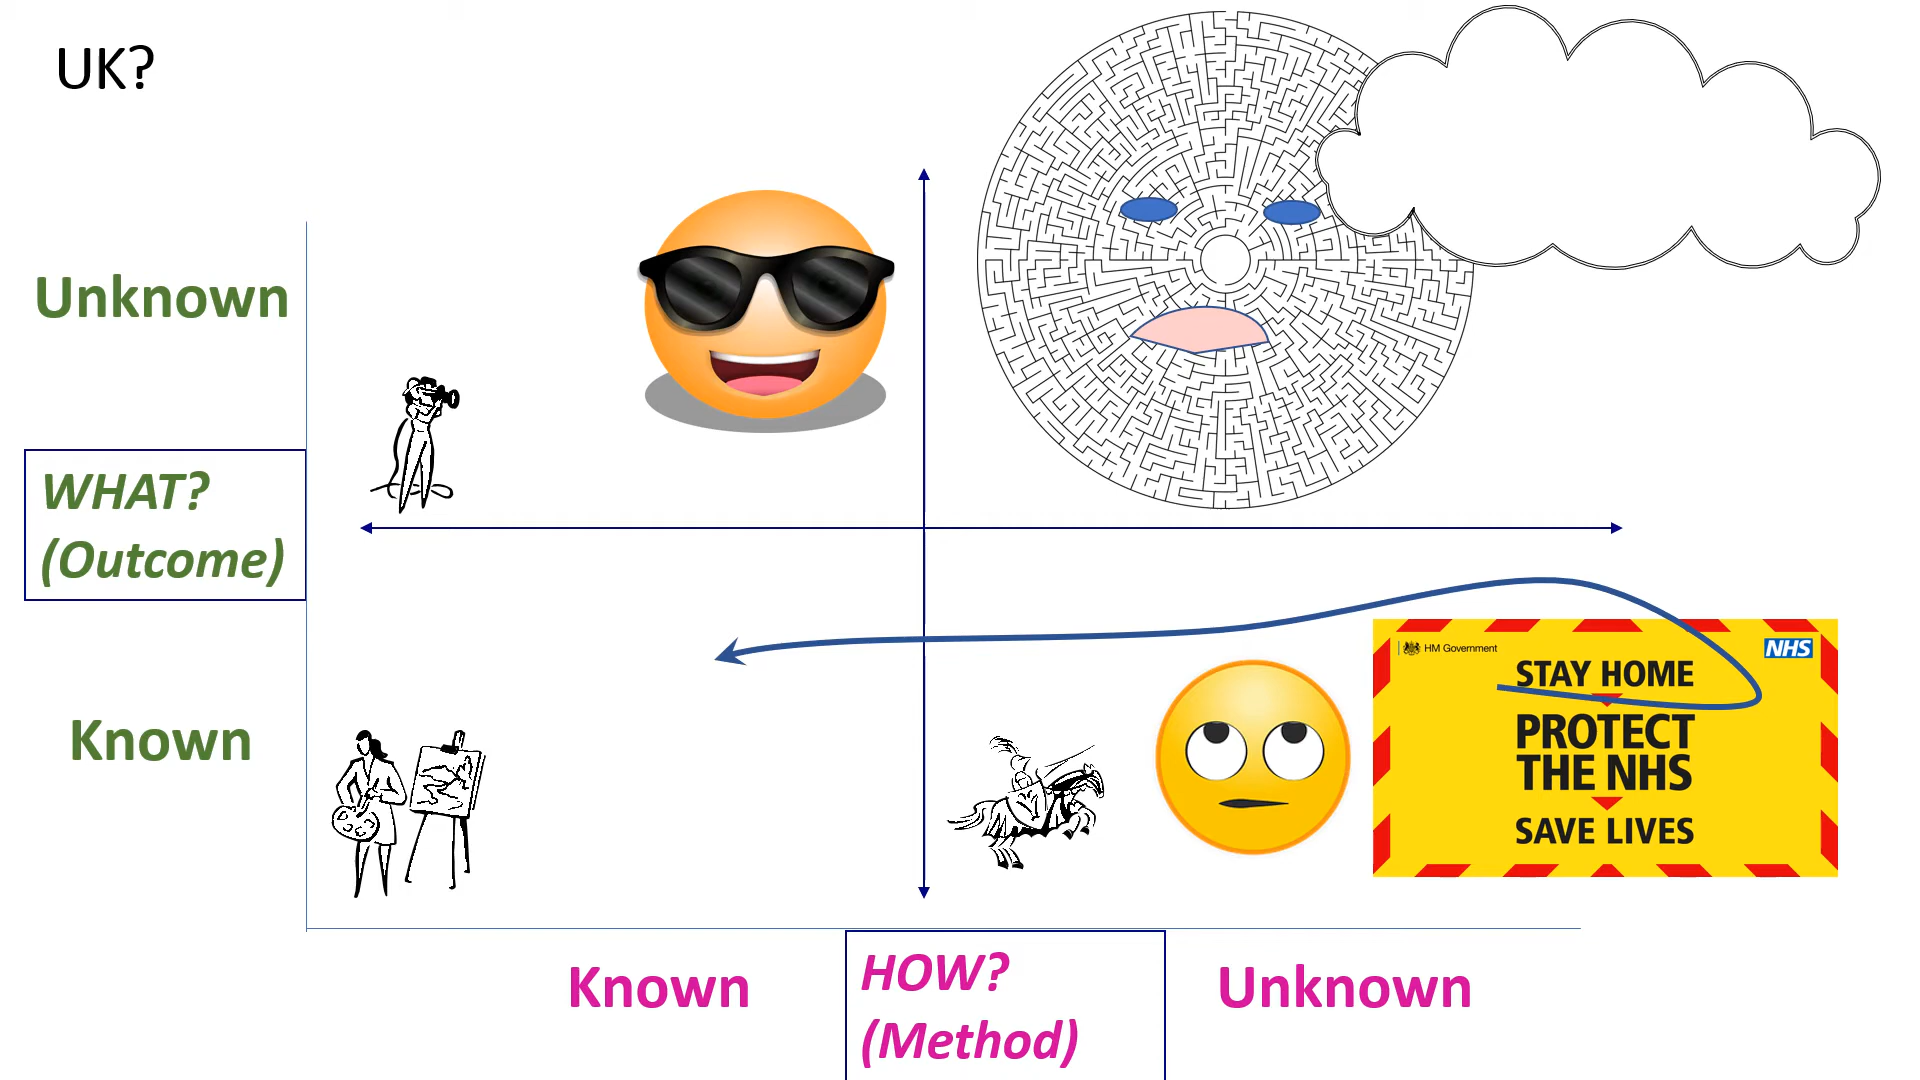 UK?
Unknown
WHAT?
(Outcome)
Known
HM Government
NHS
STAY HOME
PROTECT
THE NHS
SAVE LIVES
Known
HOW?
(Method)
Unknown